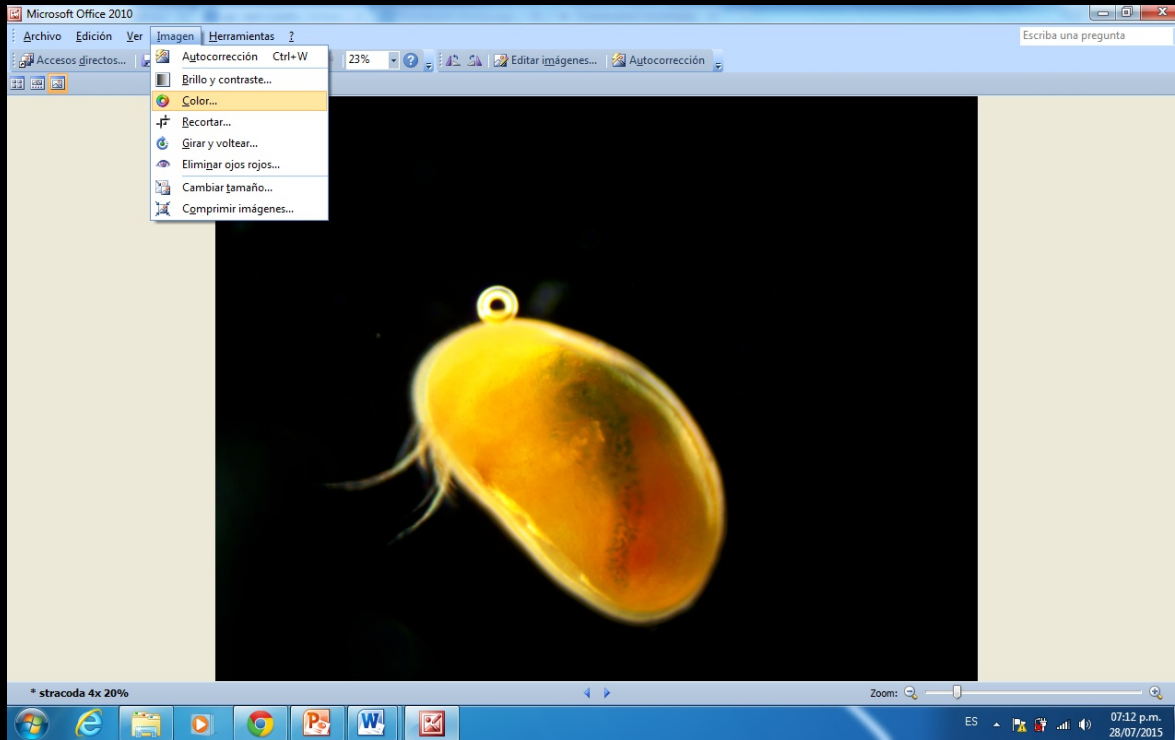 Microsoft Office 2010
Archivo Edición Ver Imagen Herramientas ?
Escriba una pregunta
Accesos directos... 23% Editar imágenes... Autocorrección
Autocorrección Ctrl+W
Brillo y contraste...
Color...
Recortar...
Girar y voltear...
Eliminar ojos rojos...
Cambiar tamaño...
Comprimir imágenes...
* stracoda 4x 20%
Zoom:
ES
07:12 p.m.
28/07/2015